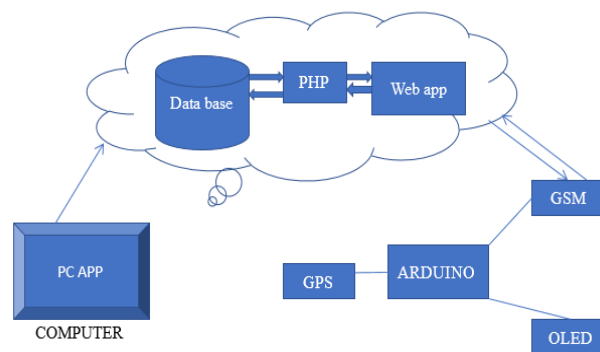 Data base
PHP
Web app
GSM
PC APP
GPS
ARDUINO
COMPUTER
OLED